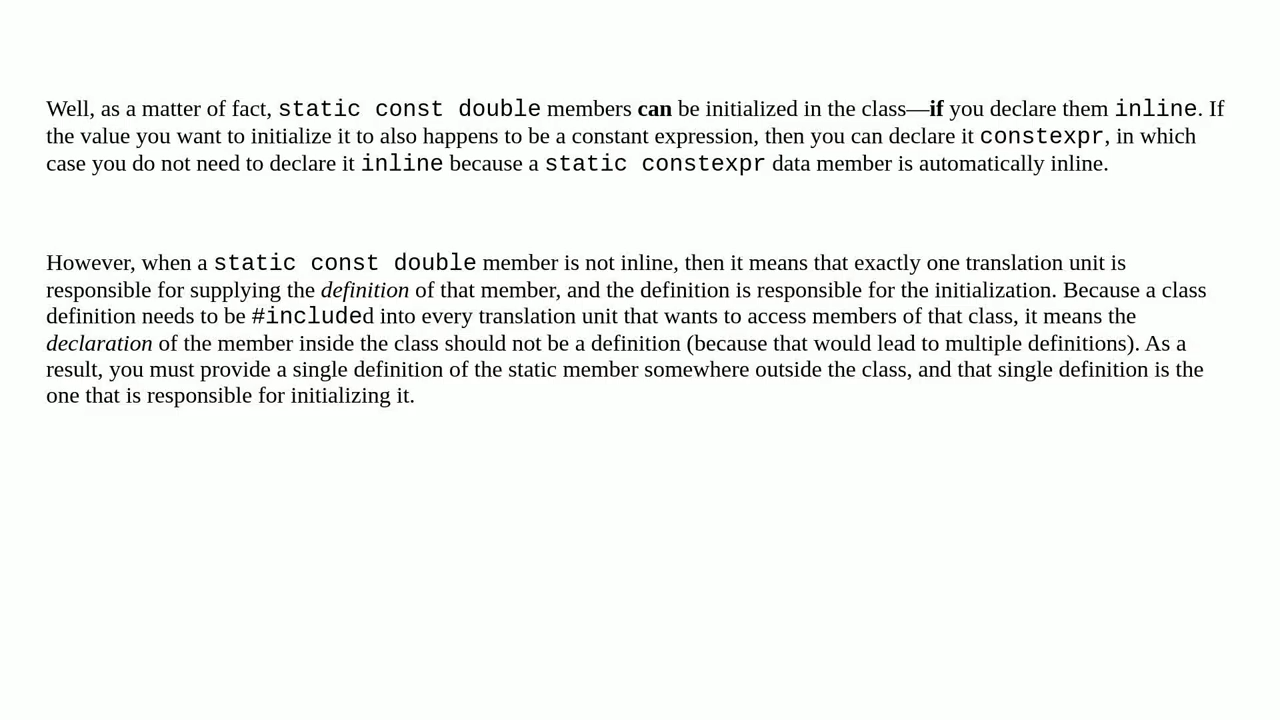 Well, as a matter of fact, static const double members can be initialized in the class—if you declare them inline. If
the value you want to initialize it to also happens to be a constant expression, then you can declare it constexpr, in which
case you do not need to declare it inline because a static constexpr data member is automatically inline.
However, when a static const double member is not inline, then it means that exactly one translation unit is
responsible for supplying the definition of that member, and the definition is responsible for the initialization. Because a class
definition needs to be #included into every translation unit that wants to access members of that class, it means the
declaration of the member inside the class should not be a definition (because that would lead to multiple definitions). As a
result, you must provide a single definition of the static member somewhere outside the class, and that single definition is the
one that is responsible for initializing it.